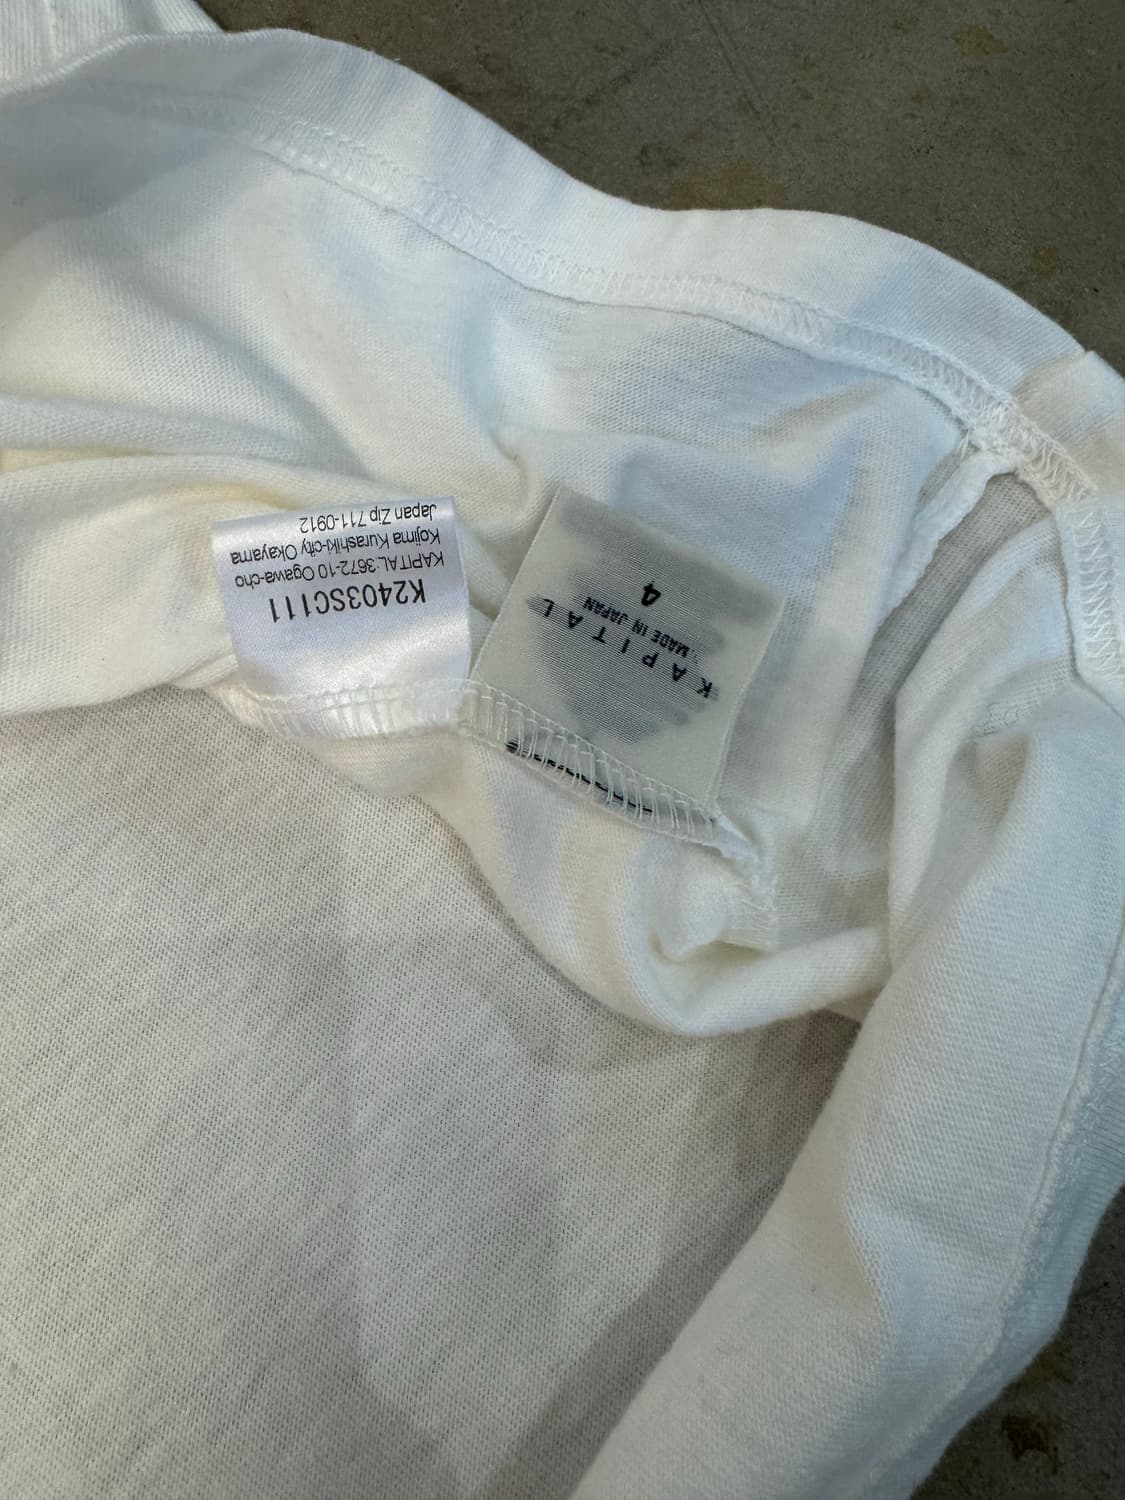 K2403SC111
KAPITAL:3672-10 Ogawa-cho
Kojima Kurashiki-city Okayama
Japan Zip 711-0912
KAPITAL
MADE IN JAPAN
4